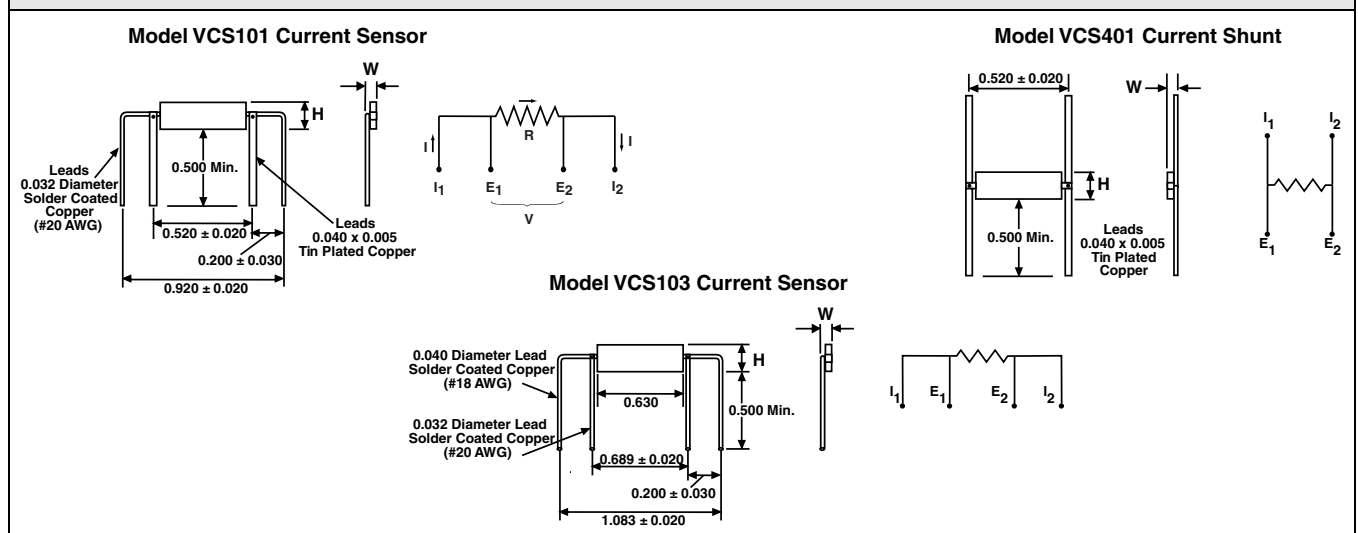 Model VCS101 Current Sensor
W
H
Leads
0.032 Diameter
Solder Coated
Copper
(#20 AWG)
0.500 Min.
0.520 ± 0.020
Leads
0.040 x 0.005
Tin Plated Copper
0.200 ± 0.030
0.920 ± 0.020
R
I
I
I1
E1
E2
I2
V
Model VCS401 Current Shunt
0.520 ± 0.020
W
H
0.500 Min.
Leads
0.040 x 0.005
Tin Plated
Copper
I1
I2
E1
E2
Model VCS103 Current Sensor
W
0.040 Diameter Lead
Solder Coated Copper
(#18 AWG)
H
0.630
0.500 Min.
0.032 Diameter Lead
Solder Coated Copper
(#20 AWG)
0.689 ± 0.020
0.200 ± 0.030
1.083 ± 0.020
I1
E1
E2
I2